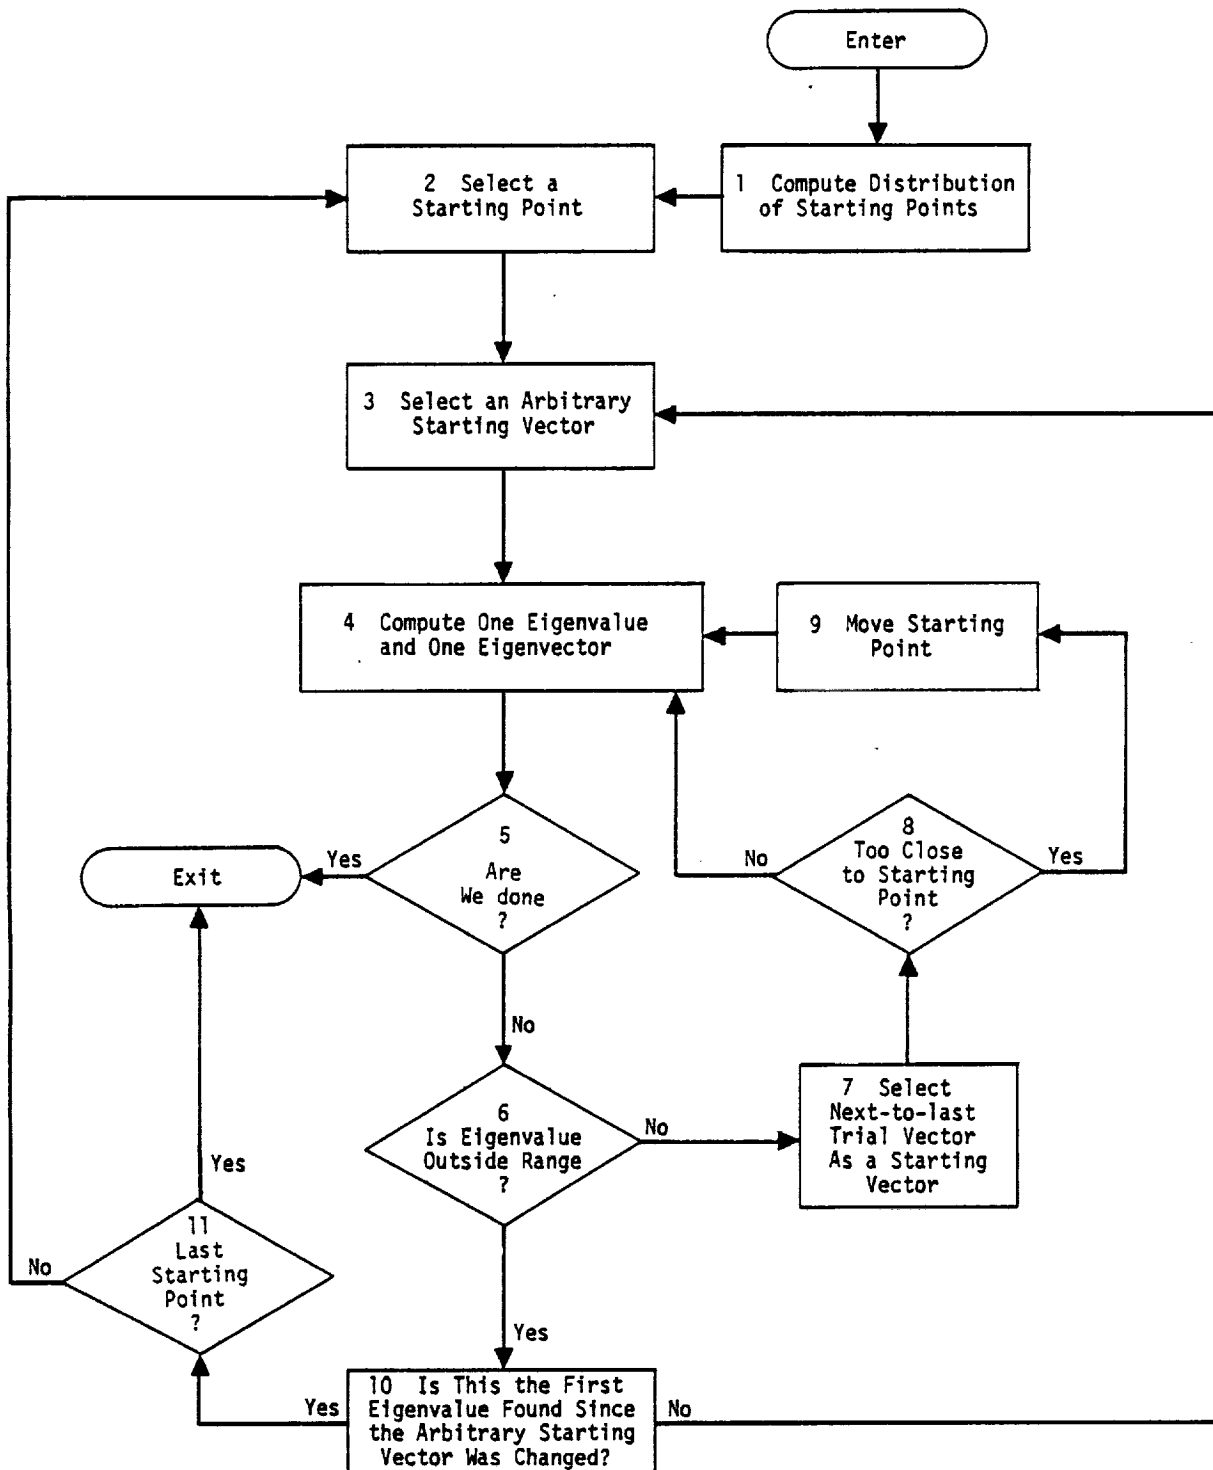 Enter
2 Select a
Starting Point
1 Compute Distribution
of Starting Points
3 Select an Arbitrary
Starting Vector
4 Compute One Eigenvalue
and One Eigenvector
9 Move Starting
Point
5
Are
We done
?
Yes
Exit
8
Too Close
to Starting
Point
?
No
Yes
No
6
Is Eigenvalue
Outside Range
?
No
7 Select
Next-to-last
Trial Vector
As a Starting
Vector
Yes
11
Last
Starting
Point
?
No
Yes
10 Is This the First
Eigenvalue Found Since
the Arbitrary Starting
Vector Was Changed?
Yes
No